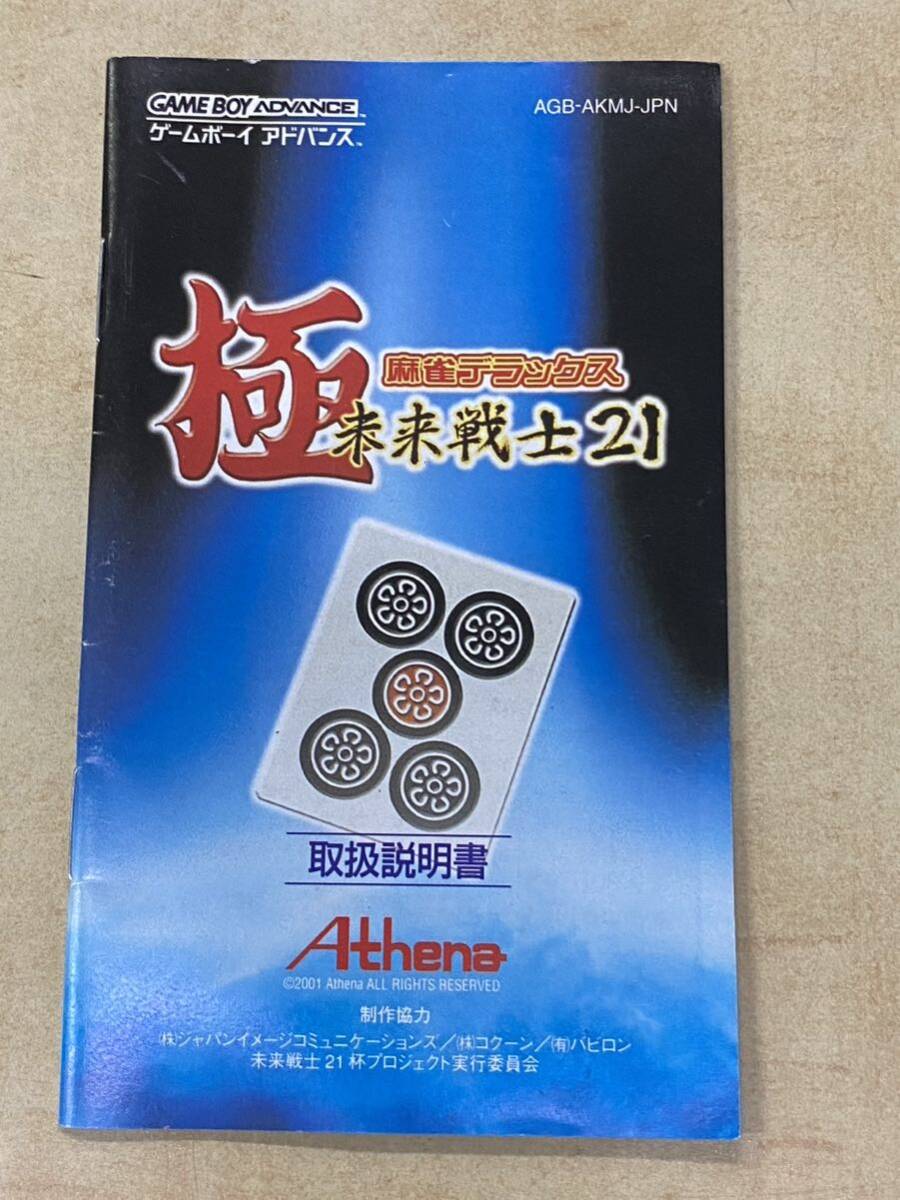 GAME BOY ADVANCE™
ゲームボーイ アドバンス™
AGB-AKMJ-JPN
極
麻雀デラックス
未来戦士21
取扱説明書
Athena
©2001 Athena ALL RIGHTS RESERVED
制作協力
㈱ジャパンイメージコミュニケーションズ/㈱コクーン/㈲バビロン
未来戦士21杯プロジェクト実行委員会